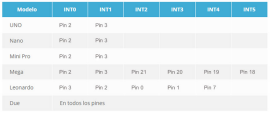 Modelo INT0 INT1 INT2 INT3 INT4 INT5
UNO Pin 2 Pin 3
Nano Pin 2 Pin 3
Mini Pro Pin 2 Pin 3
Mega Pin 2 Pin 3 Pin 21 Pin 20 Pin 19 Pin 18
Leonardo Pin 3 Pin 2 Pin 0 Pin 1 Pin 7
Due En todos los pines